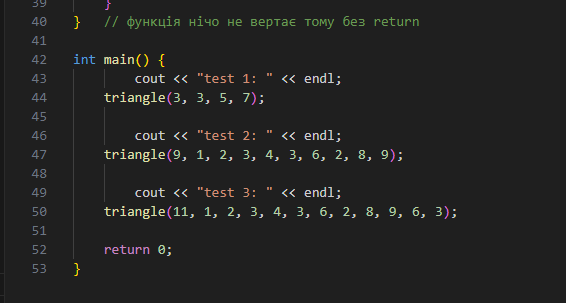 39 }
40 } // функція нічо не вертає тому без return
41
42 int main() {
43 cout << "test 1: " << endl;
44 triangle(3, 3, 5, 7);
45
46 cout << "test 2: " << endl;
47 triangle(9, 1, 2, 3, 4, 3, 6, 2, 8, 9);
48
49 cout << "test 3: " << endl;
50 triangle(11, 1, 2, 3, 4, 3, 6, 2, 8, 9, 6, 3);
51
52 return 0;
53 }